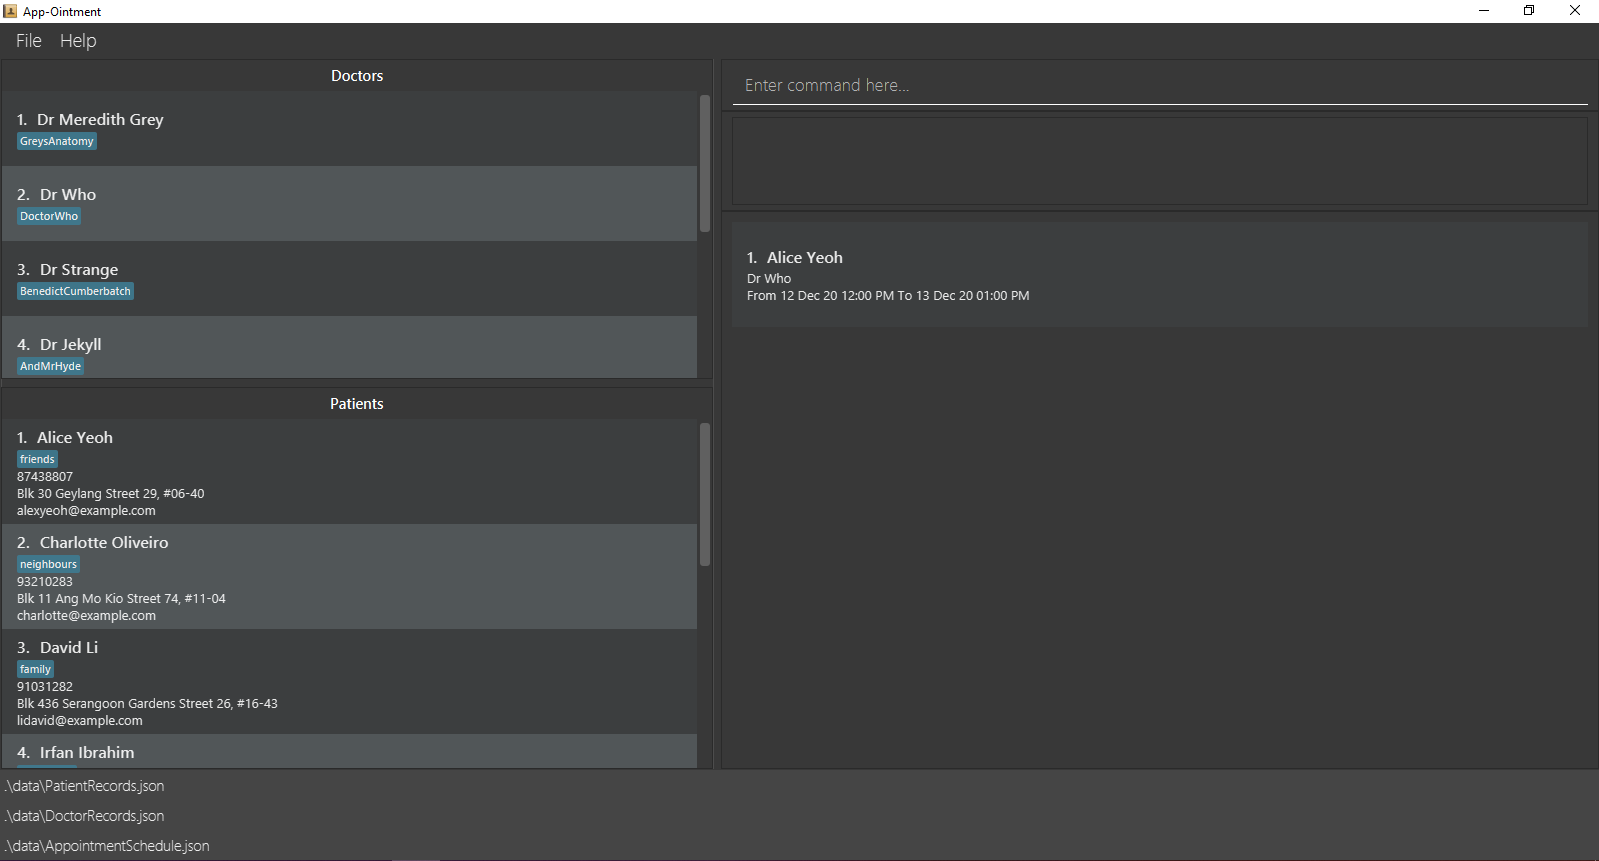 App-Ointment
File Help
Doctors
1. Dr Meredith Grey
GreysAnatomy
2. Dr Who
DoctorWho
3. Dr Strange
BenedictCumberbatch
4. Dr Jekyll
AndMrHyde
Patients
1. Alice Yeoh
friends
87438807
Blk 30 Geylang Street 29, #06-40
alexyeoh@example.com
2. Charlotte Oliveiro
neighbours
93210283
Blk 11 Ang Mo Kio Street 74, #11-04
charlotte@example.com
3. David Li
family
91031282
Blk 436 Serangoon Gardens Street 26, #16-43
lidavid@example.com
4. Irfan Ibrahim
Enter command here...
1. Alice Yeoh
Dr Who
From 12 Dec 20 12:00 PM To 13 Dec 20 01:00 PM
.\data\PatientRecords.json
.\data\DoctorRecords.json
.\data\AppointmentSchedule.json